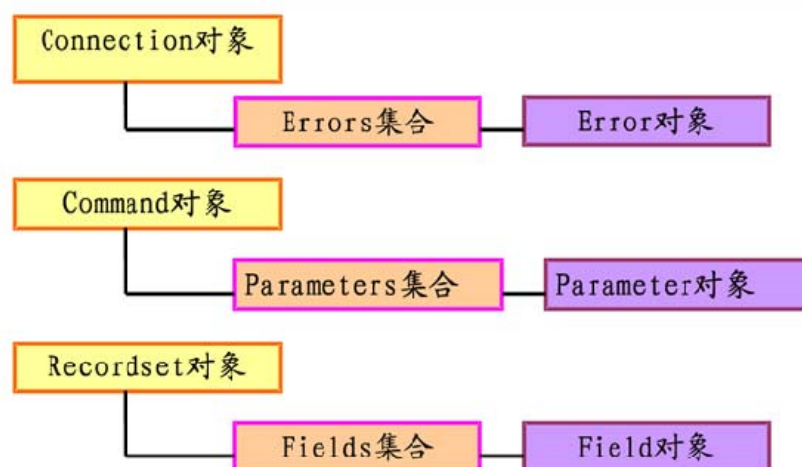 Connection对象
Errors集合 Error对象
Command对象
Parameters集合 Parameter对象
Recordset对象
Fields集合 Field对象